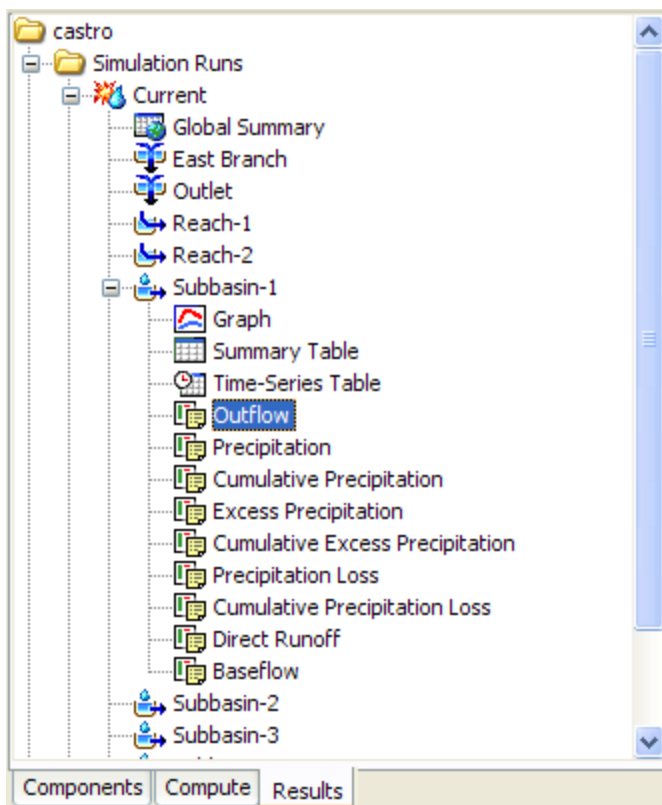 castro
Simulation Runs
Current
Global Summary
East Branch
Outlet
Reach-1
Reach-2
Subbasin-1
Graph
Summary Table
Time-Series Table
Outflow
Precipitation
Cumulative Precipitation
Excess Precipitation
Cumulative Excess Precipitation
Precipitation Loss
Cumulative Precipitation Loss
Direct Runoff
Baseflow
Subbasin-2
Subbasin-3
Components Compute Results